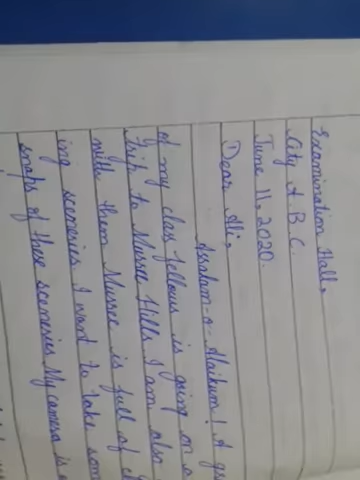 Examination Hall,
City A.B.C.
June 11, 2020.
Dear Ali,
Assalam-o-Alaikum! A
of my class fellows is going on a
trip to Murree Hills. I am also
with them Murree is full of
ing sceneries. I want to take
snaps of these sceneries My camera is